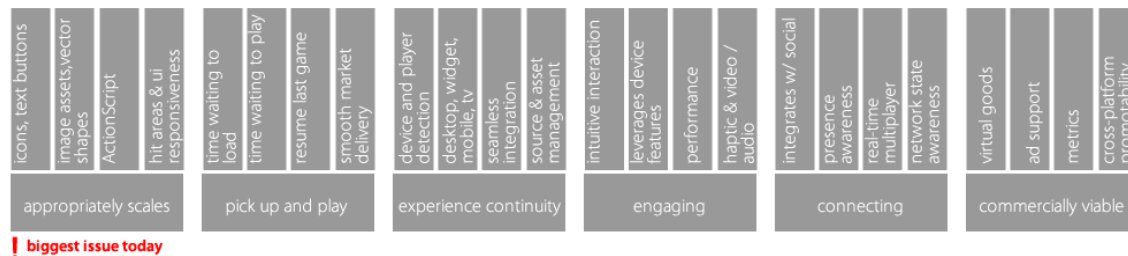 icons, text buttons
image assets,vector
shapes
ActionScript
hit areas & ui
responsiveness
time waiting to
load
time waiting to play
resume last game
smooth market
delivery
device and player
detection
desktop, widget,
mobile, tv
seamless
integration
source & asset
management
intuitive interaction
leverages device
features
performance
haptic & video /
audio
integrates w/ social
presence
awareness
real-time
multiplayer
network state
awareness
virtual goods
ad support
metrics
cross-platform
promotability
appropriately scales
pick up and play
experience continuity
engaging
connecting
commercially viable
! biggest issue today